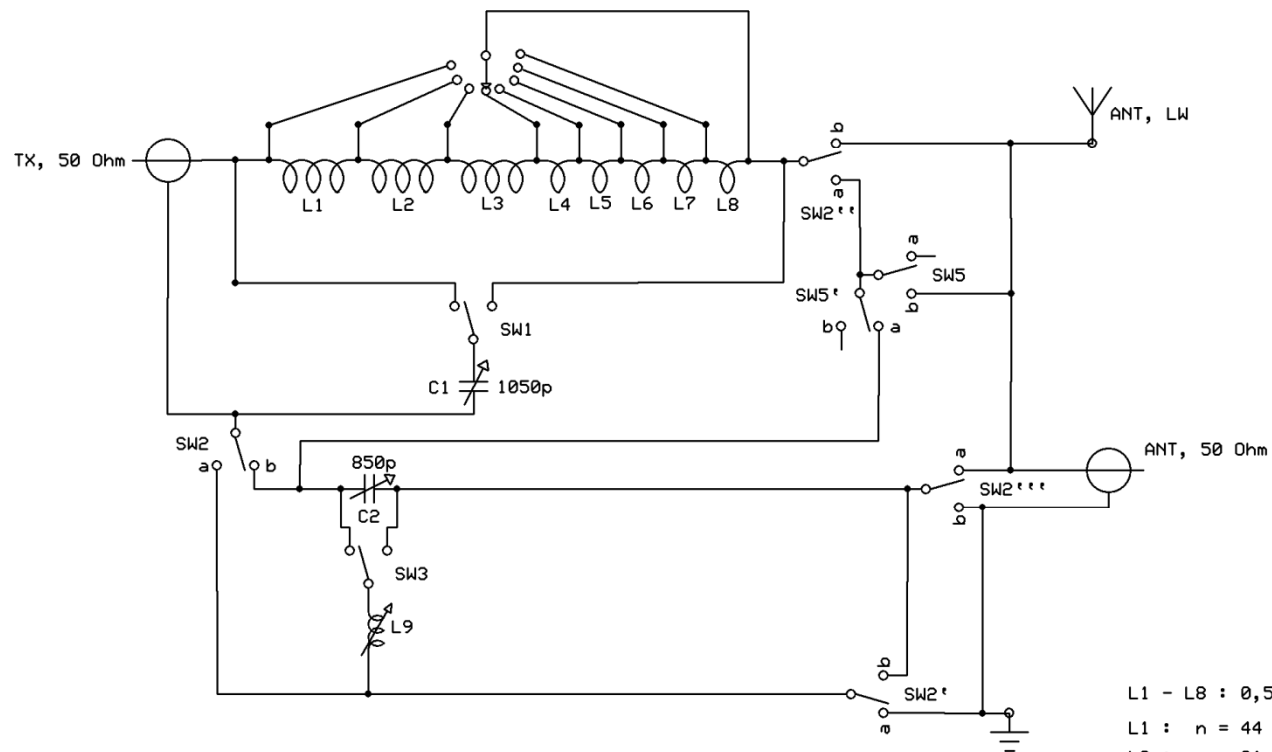 ANT, LW
b
TX, 50 Ohm
L1
L2
L3
L4
L5
L6
L7
L8
a
SW2''
a
SW5
SW5'
b
b
a
SW1
C1
1050p
SW2
a
b
850p
C2
a
ANT, 50 Ohm
SW2'''
b
SW3
L9
b
SW2'
a
L1 - L8 : 0,5
L1 : n = 44